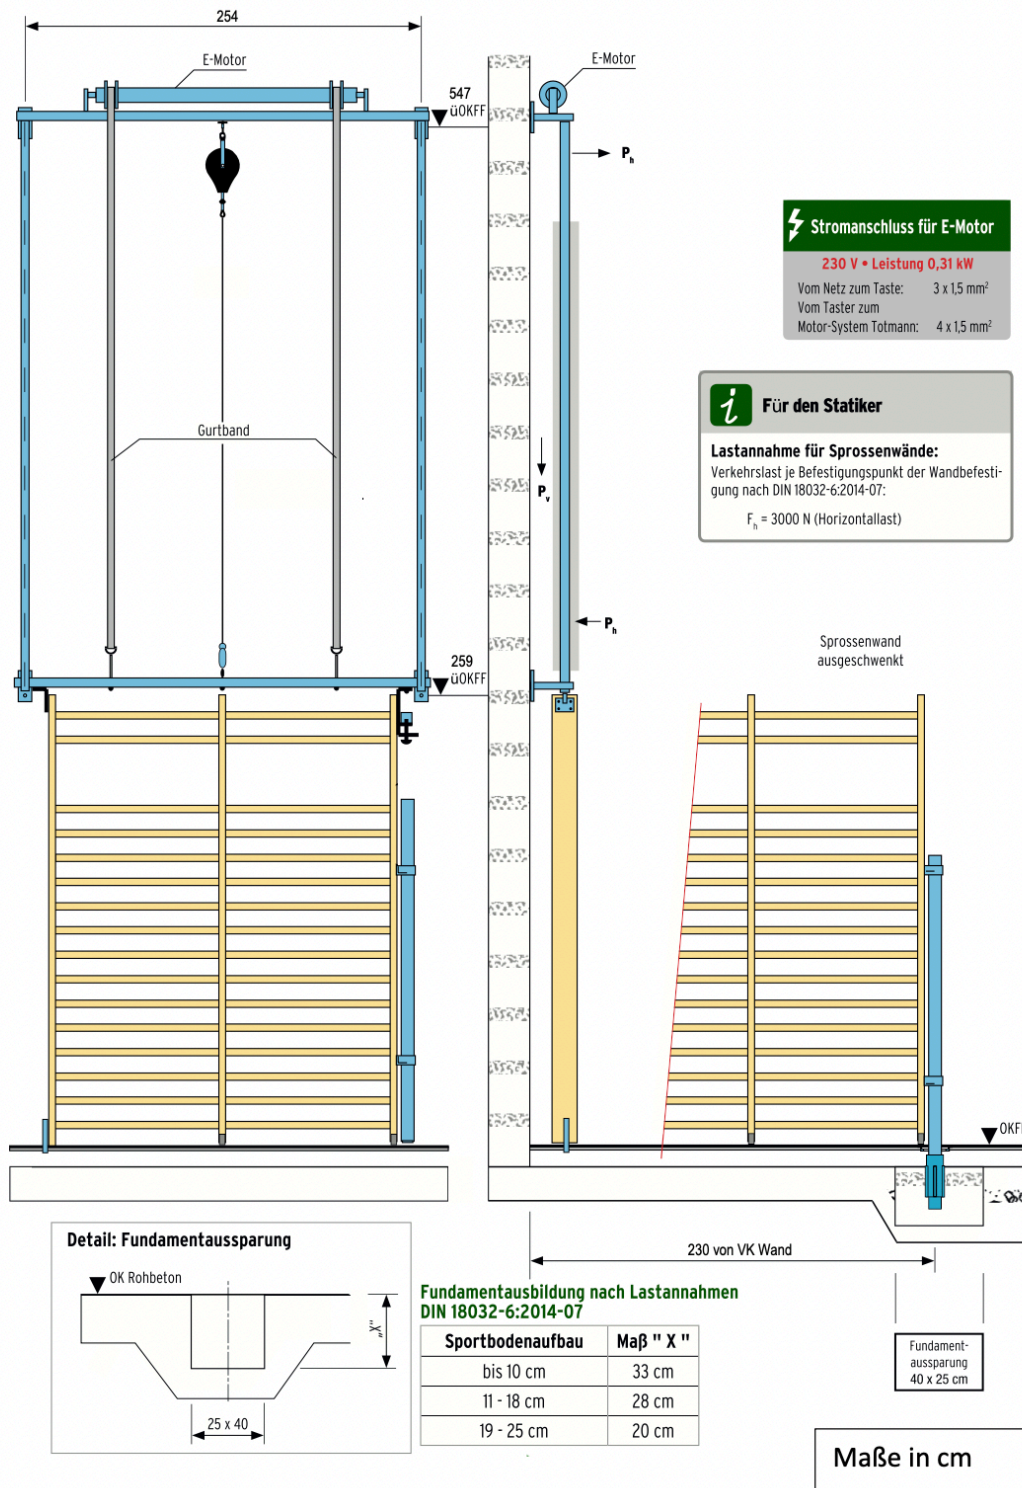 254
E-Motor
E-Motor
547
üOKFF
Pₕ
Stromanschluss für E-Motor
230 V • Leistung 0,31 kW
Vom Netz zum Taste: 3 x 1,5 mm²
Vom Taster zum
Motor-System Totmann: 4 x 1,5 mm²
Für den Statiker
Lastannahme für Sprossenwände:
Verkehrslast je Befestigungspunkt der Wandbefesti-
gung nach DIN 18032-6:2014-07:
Fₕ = 3000 N (Horizontallast)
Gurtband
Pᵥ
Pₕ
259
üOKFF
Sprossenwand
ausgeschwenkt
OKF
230 von VK Wand
Detail: Fundamentaussparung
OK Rohbeton
„X“
25 x 40
Fundamentausbildung nach Lastannahmen
DIN 18032-6:2014-07
Sportbodenaufbau Maß " X "
bis 10 cm 33 cm
11 - 18 cm 28 cm
19 - 25 cm 20 cm
Fundament-
aussparung
40 x 25 cm
Maße in cm